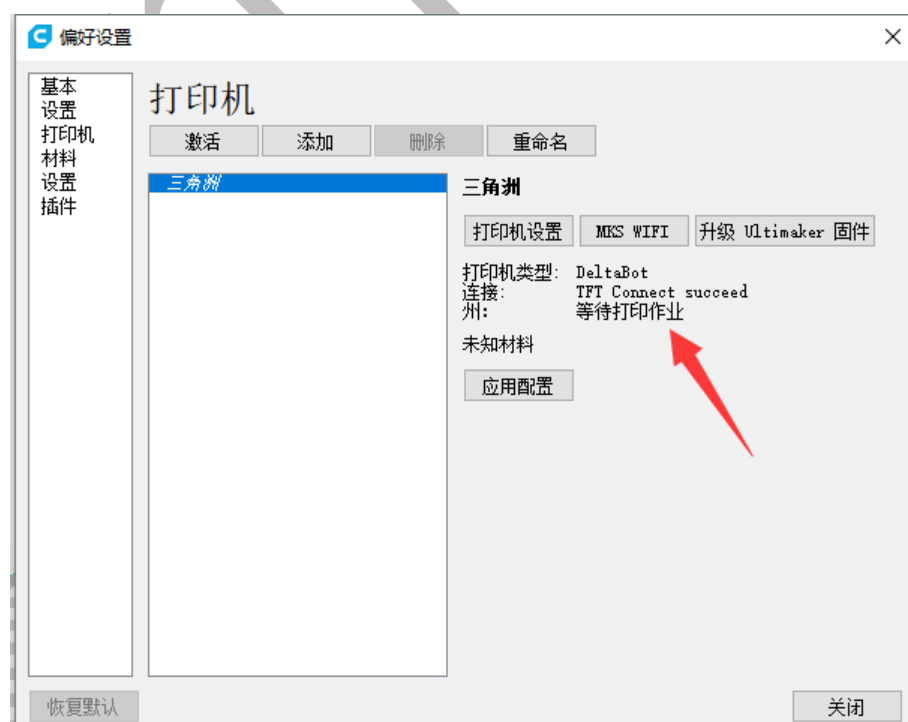 偏好设置
基本
设置
打印机
材料
设置
插件
打印机
激活 添加 删除 重命名
三角洲
三角洲
打印机设置 MKS WIFI 升级 Ultimaker 固件
打印机类型: DeltaBot
连接: TFT Connect succeed
州: 等待打印作业
未知材料
应用配置
恢复默认 关闭